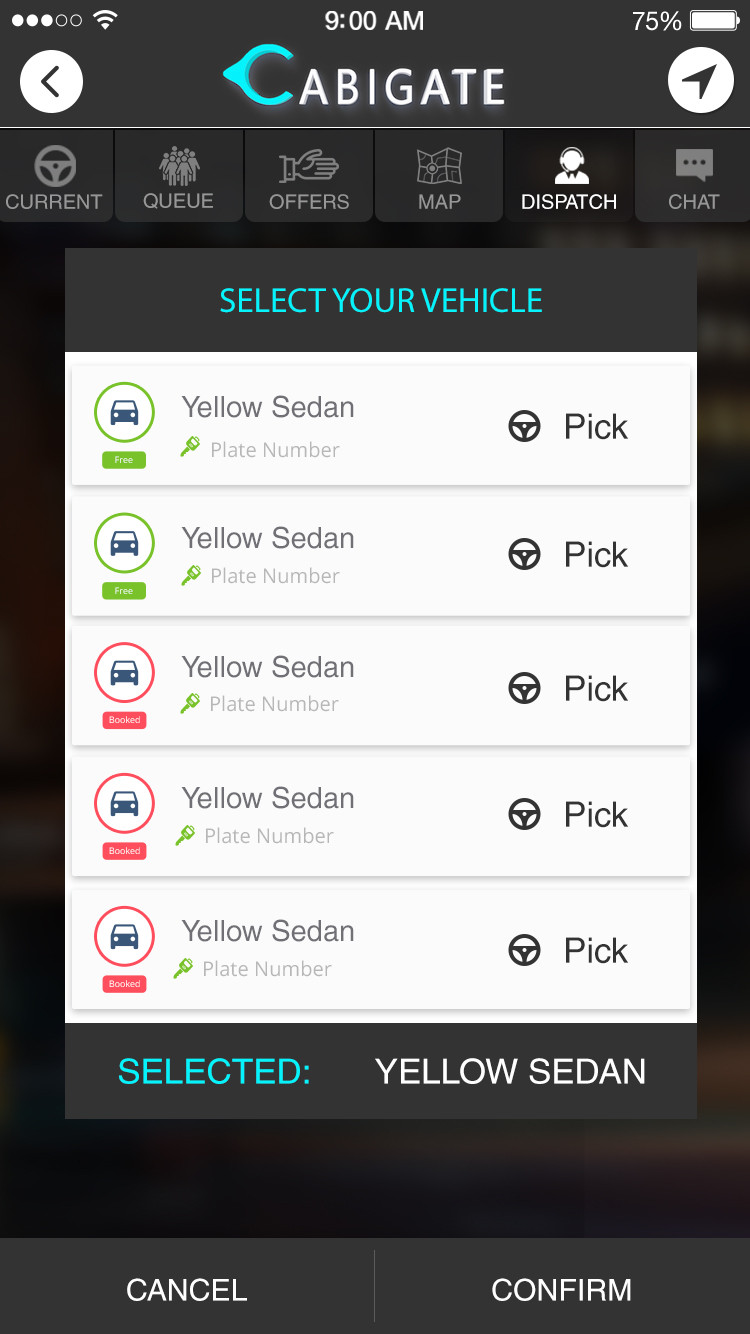 9:00 AM 75%
CABIGATE
CURRENT QUEUE OFFERS MAP DISPATCH CHAT
SELECT YOUR VEHICLE
Yellow Sedan
Pick
Free Plate Number
Yellow Sedan
Pick
Free Plate Number
Yellow Sedan
Pick
Booked Plate Number
Yellow Sedan
Pick
Booked Plate Number
Yellow Sedan
Pick
Booked Plate Number
SELECTED: YELLOW SEDAN
CANCEL CONFIRM